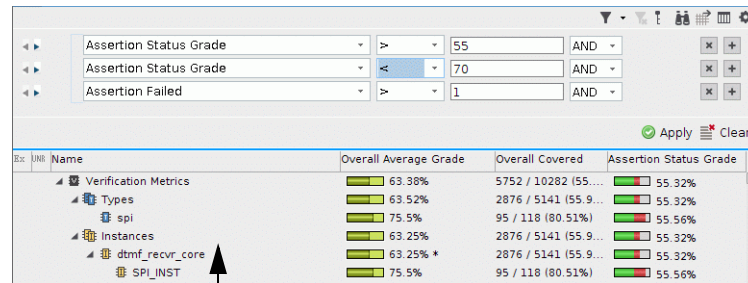 Assertion Status Grade > 55 AND
Assertion Status Grade < 70 AND
Assertion Failed > 1 AND
Apply Clear
Ex UNR Name Overall Average Grade Overall Covered Assertion Status Grade
Verification Metrics 63.38% 5752 / 10282 (55.... 55.32%
Types 63.52% 2876 / 5141 (55.9... 55.32%
spi 75.5% 95 / 118 (80.51%) 55.56%
Instances 63.25% 2876 / 5141 (55.9... 55.32%
dtmf_recvr_core 63.25% * 2876 / 5141 (55.9... 55.32%
SPI_INST 75.5% 95 / 118 (80.51%) 55.56%